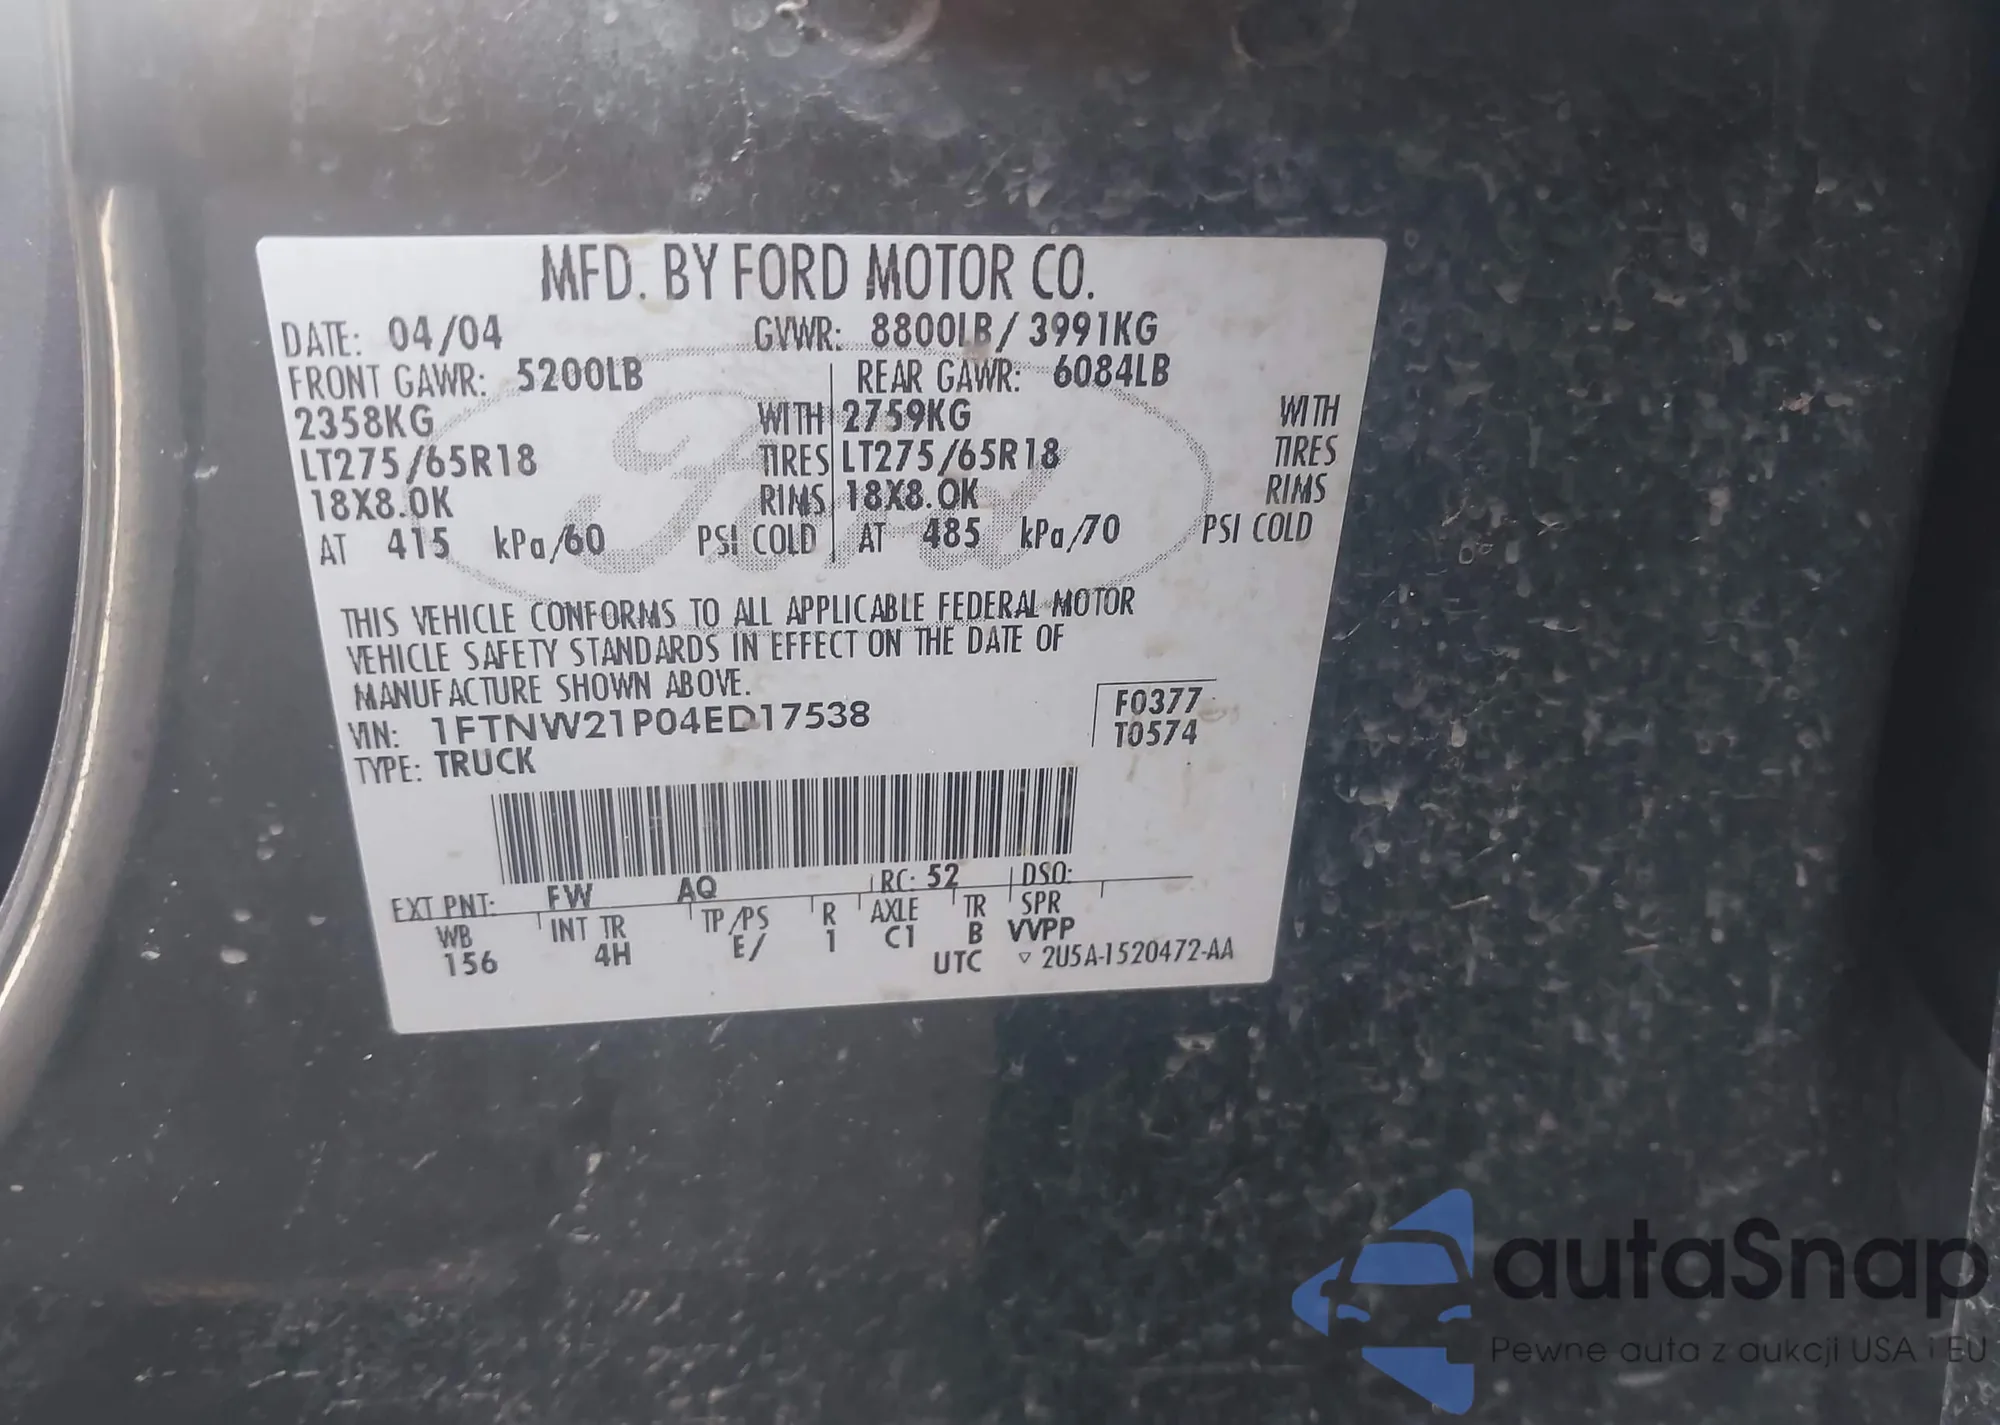 MFD. BY FORD MOTOR CO.
DATE: 04/04 GVWR: 8800LB/ 3991KG
FRONT GAWR: 5200LB REAR GAWR: 6084LB
2358KG WITH 2759KG WITH
LT275/65R18 TIRES LT275/65R18 TIRES
18X8.0K RIMS 18X8.0K RIMS
AT 415 kPa/60 PSI COLD AT 485 kPa/70 PSI COLD
THIS VEHICLE CONFORMS TO ALL APPLICABLE FEDERAL MOTOR
VEHICLE SAFETY STANDARDS IN EFFECT ON THE DATE OF
MANUFACTURE SHOWN ABOVE.
VIN: 1FTNW21P04ED17538 F0377
TYPE: TRUCK T0574
EXT PNT: FW AQ RC: 52 DSO:
WB INT TR TP/PS R AXLE TR SPR
156 4H E/ 1 C1 B VVPP
UTC ▽ 2U5A-1520472-AA
Ford
autaSnap
Pewne auta z aukcji USA i EU